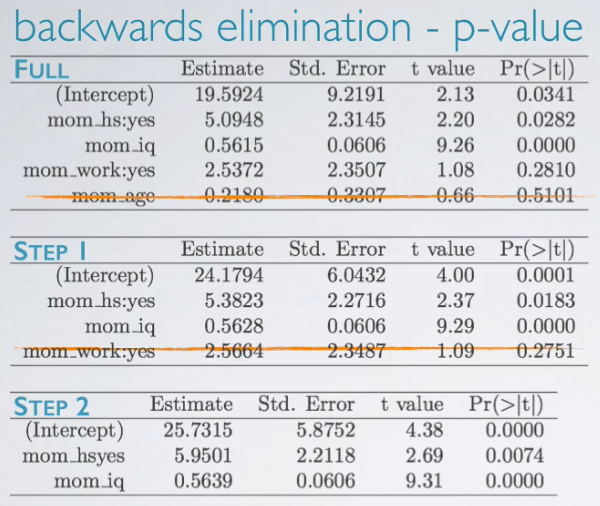 backwards elimination - p-value
FULL Estimate Std. Error t value Pr(>|t|)
(Intercept) 19.5924 9.2191 2.13 0.0341
mom_hs:yes 5.0948 2.3145 2.20 0.0282
mom_iq 0.5615 0.0606 9.26 0.0000
mom_work:yes 2.5372 2.3507 1.08 0.2810
mom_age 0.2180 0.3307 0.66 0.5101
STEP 1 Estimate Std. Error t value Pr(>|t|)
(Intercept) 24.1794 6.0432 4.00 0.0001
mom_hs:yes 5.3823 2.2716 2.37 0.0183
mom_iq 0.5628 0.0606 9.29 0.0000
mom_work:yes 2.5664 2.3487 1.09 0.2751
STEP 2 Estimate Std. Error t value Pr(>|t|)
(Intercept) 25.7315 5.8752 4.38 0.0000
mom_hsyes 5.9501 2.2118 2.69 0.0074
mom_iq 0.5639 0.0606 9.31 0.0000